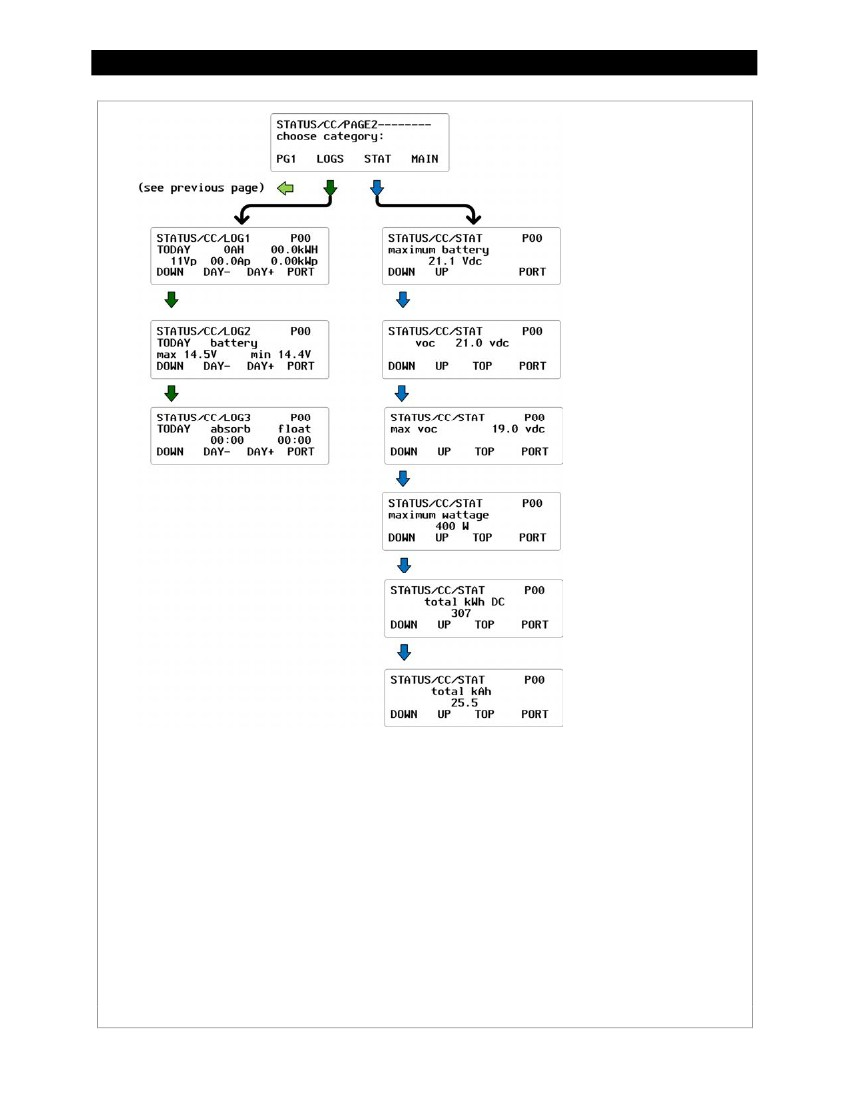 STATUS/CC/PAGE2--------
choose category:
PG1 LOGS STAT MAIN
(see previous page)
STATUS/CC/LOG1 P00
TODAY 0AH 00.0kWH
11Vp 00.0Ap 0.00kWp
DOWN DAY- DAY+ PORT
STATUS/CC/LOG2 P00
TODAY battery
max 14.5V min 14.4V
DOWN DAY- DAY+ PORT
STATUS/CC/LOG3 P00
TODAY absorb float
00:00 00:00
DOWN DAY- DAY+ PORT
STATUS/CC/STAT P00
maximum battery
21.1 Vdc
DOWN UP PORT
STATUS/CC/STAT P00
voc 21.0 vdc
DOWN UP TOP PORT
STATUS/CC/STAT P00
max voc 19.0 vdc
DOWN UP TOP PORT
STATUS/CC/STAT P00
maximum wattage
400 W
DOWN UP TOP PORT
STATUS/CC/STAT P00
total kWh DC
307
DOWN UP TOP PORT
STATUS/CC/STAT P00
total kAh
25.5
DOWN UP TOP PORT